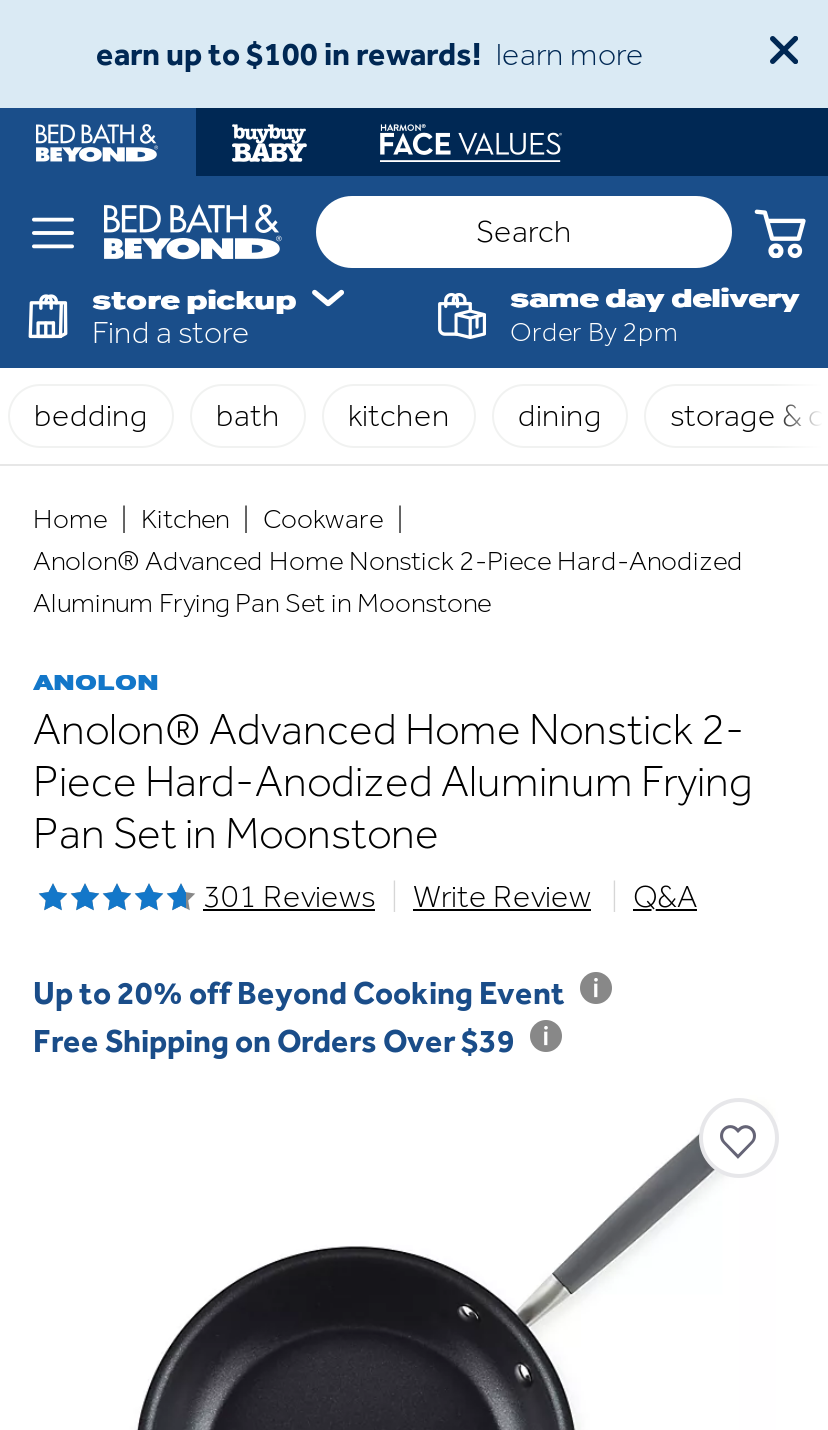 earn up to $100 in rewards! learn more
BED BATH & BEYOND®
buybuy BABY
HARMON® FACE VALUES®
BED BATH & BEYOND®
Search
store pickup
Find a store
same day delivery
Order By 2pm
bedding bath kitchen dining storage &
Home | Kitchen | Cookware |
Anolon® Advanced Home Nonstick 2-Piece Hard-Anodized
Aluminum Frying Pan Set in Moonstone
ANOLON
Anolon® Advanced Home Nonstick 2-
Piece Hard-Anodized Aluminum Frying
Pan Set in Moonstone
301 Reviews | Write Review | Q&A
Up to 20% off Beyond Cooking Event i
Free Shipping on Orders Over $39 i